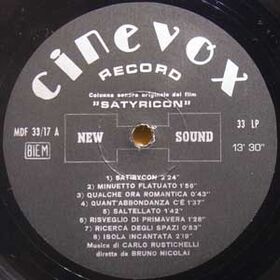 cinevox
RECORD
Colonna sonora originale del film
"SATYRICON"
MDF 33/17 A
33 LP
BIEM
NEW
SOUND
13' 30"
1) SATIRYCON 2'24"
2) MINUETTO FLATUATO 1'56"
3) QUALCHE ORA ROMANTICA 0'43"
4) QUANT'ABBONDANZA C'È 1'37"
5) SALTELLATO 1'42"
6) RISVEGLIO DI PRIMAVERA 1'28"
7) RICERCA DEGLI SPAZI 0'53"
8) ISOLA INCANTATA 2'19"
Musica di CARLO RUSTICHELLI
diretta da BRUNO NICOLAI